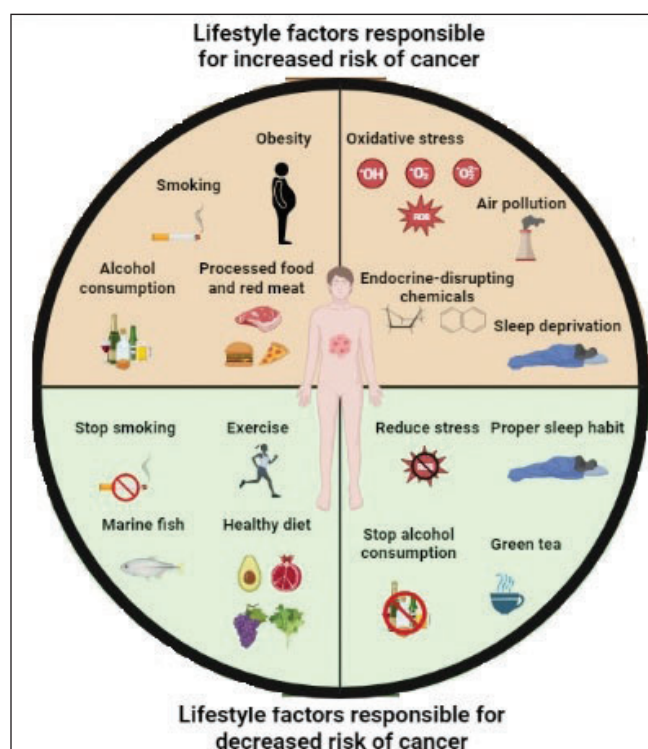 Lifestyle factors responsible
for increased risk of cancer
Obesity
Smoking
Alcohol
consumption
Processed food
and red meat
Oxidative stress
ROS
Air pollution
Endocrine-disrupting
chemicals
Sleep deprivation
Stop smoking
Exercise
Marine fish
Healthy diet
Reduce stress
Proper sleep habit
Stop alcohol
consumption
Green tea
Lifestyle factors responsible for
decreased risk of cancer